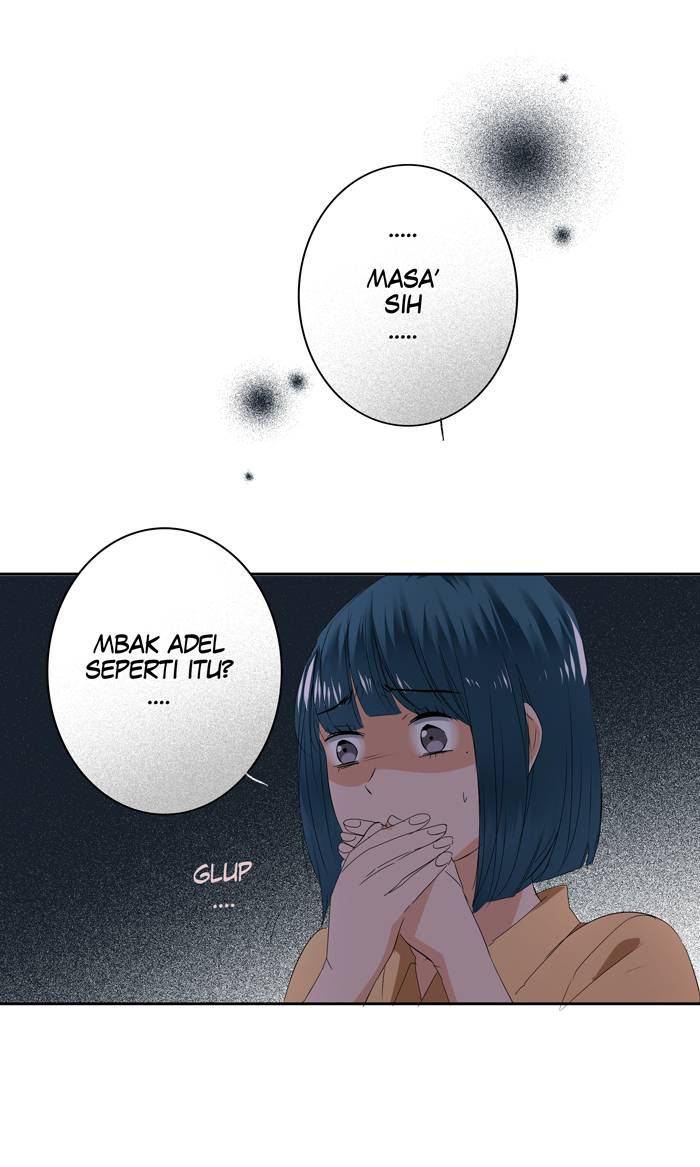 .....
MASA'
SIH
.....
MBAK ADEL
SEPERTI ITU?
....
GLUP
....